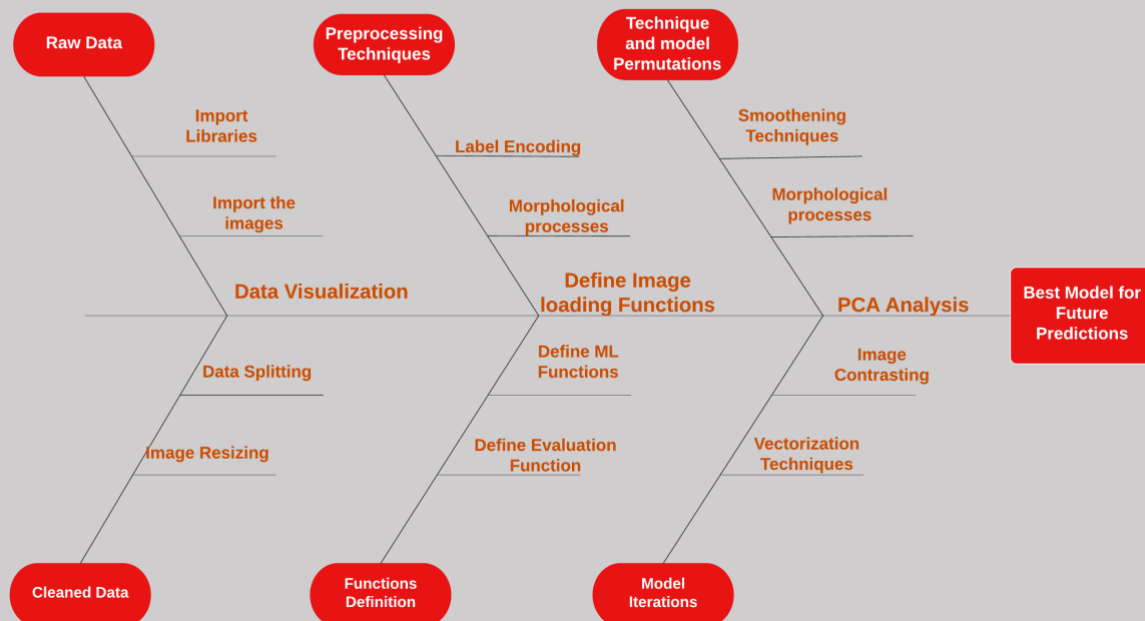 Raw Data
Preprocessing
Techniques
Technique
and model
Permutations
Import
Libraries
Label Encoding
Smoothening
Techniques
Import the
images
Morphological
processes
Morphological
processes
Data Visualization
Define Image
loading Functions
PCA Analysis
Best Model for
Future
Predictions
Data Splitting
Define ML
Functions
Image
Contrasting
Image Resizing
Define Evaluation
Function
Vectorization
Techniques
Cleaned Data
Functions
Definition
Model
Iterations